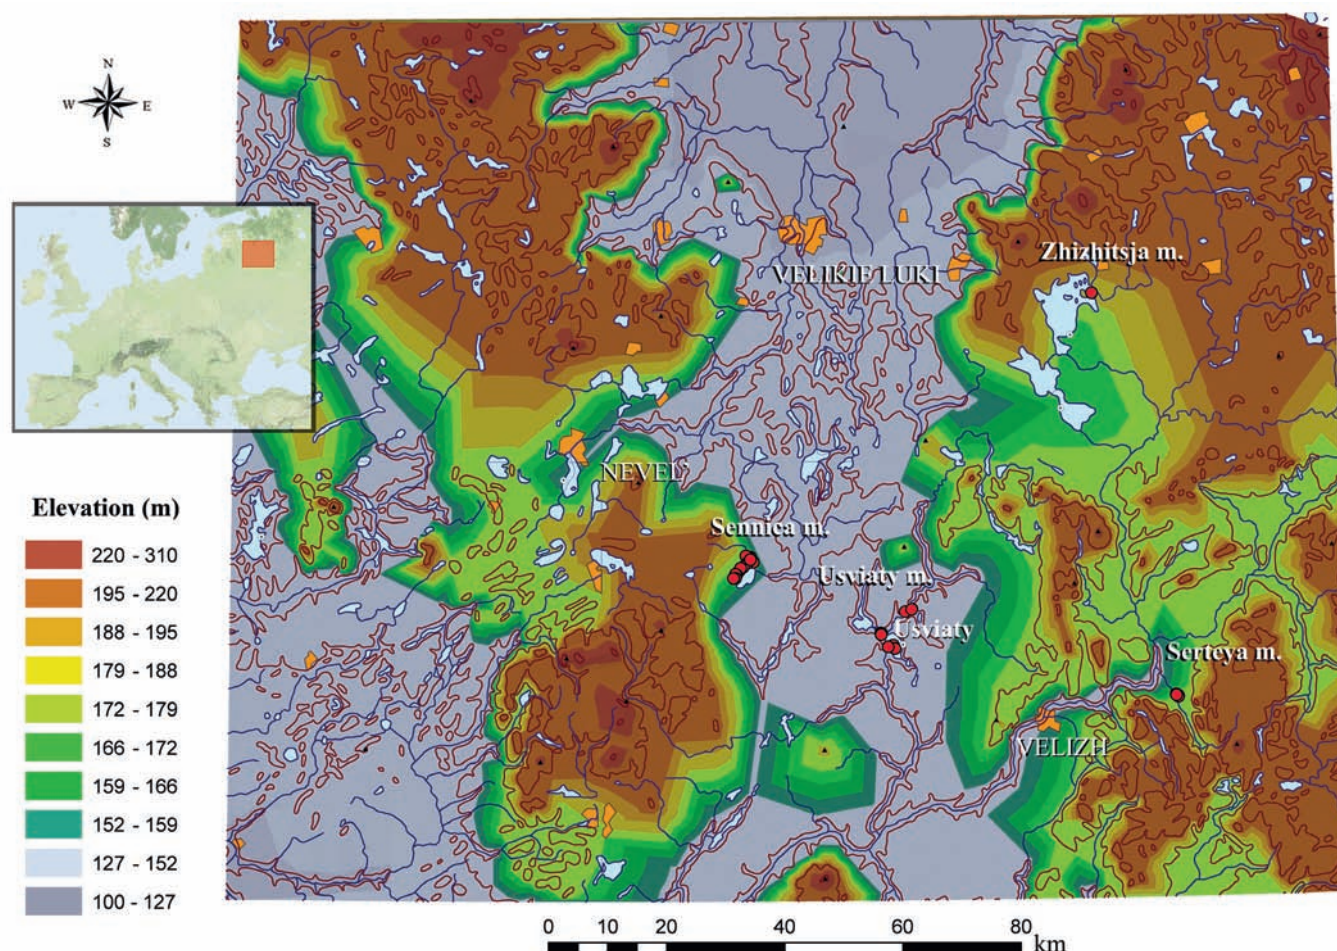 N
W E
S
Zhizhitsja m.
VELIKIE LUKI
NEVEL'
Sennica m.
Usviaty m.
Usviaty
Serteya m.
VELIZH
Elevation (m)
220 - 310
195 - 220
188 - 195
179 - 188
172 - 179
166 - 172
159 - 166
152 - 159
127 - 152
100 - 127
0 10 20 40 60 80
km